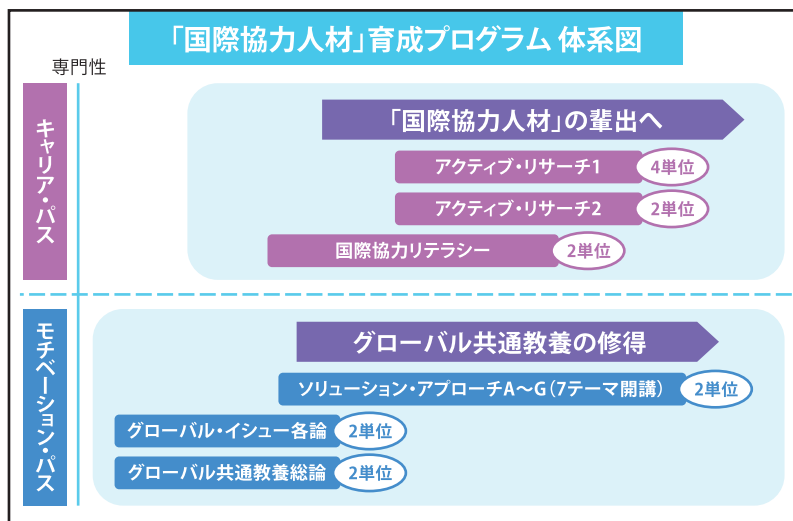 「国際協力人材」育成プログラム 体系図
専門性
キャリア・パス
「国際協力人材」の輩出へ
アクティブ・リサーチ1
4単位
アクティブ・リサーチ2
2単位
国際協力リテラシー
2単位
モチベーション・パス
グローバル共通教養の修得
ソリューション・アプローチA〜G（7テーマ開講）
2単位
グローバル・イシュー各論
2単位
グローバル共通教養総論
2単位